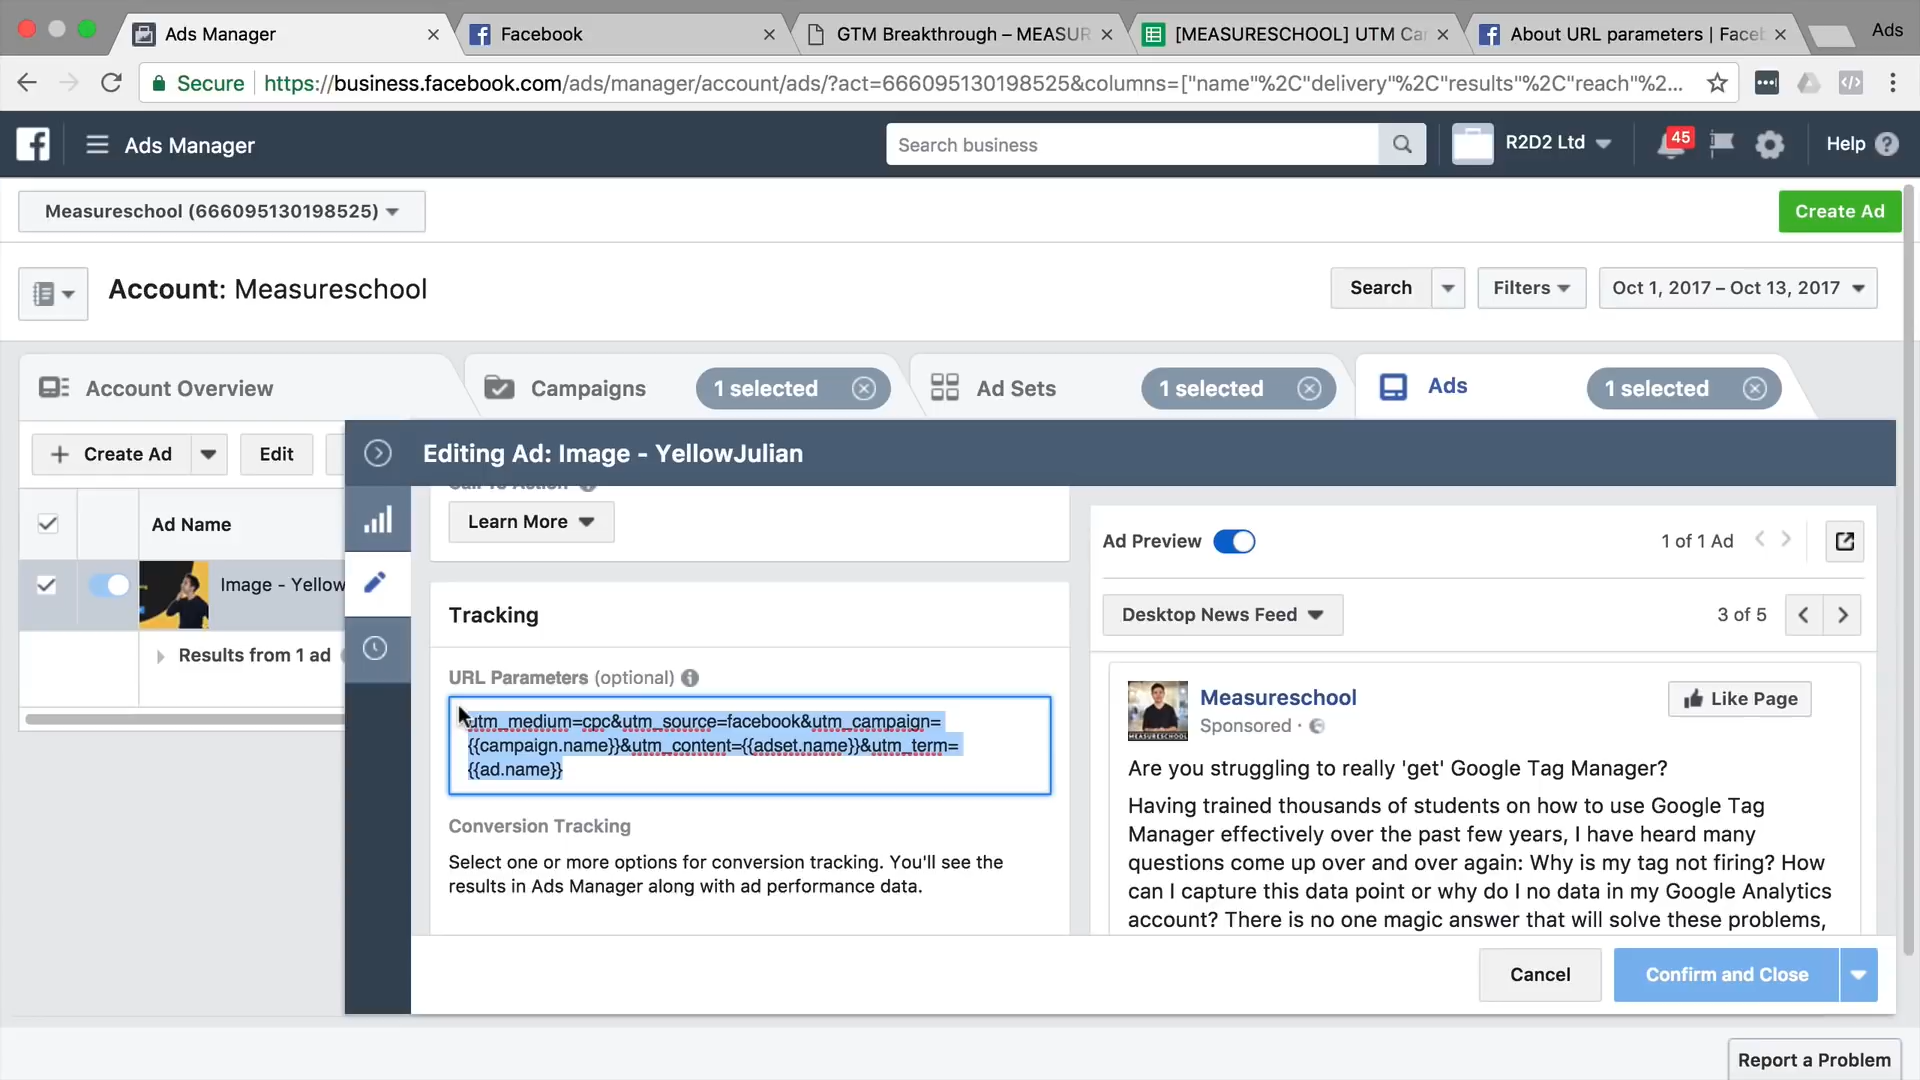 Ads Manager
Facebook
GTM Breakthrough – MEASUR
[MEASURESCHOOL] UTM Ca
About URL parameters | Faceb
Ads
Secure
https://business.facebook.com/ads/manager/account/ads/?act=666095130198525&columns=["name"%2C"delivery"%2C"results"%2C"reach"%2...
Ads Manager
Search business
R2D2 Ltd
45
Help
Measureschool (666095130198525)
Create Ad
Account: Measureschool
Search
Filters
Oct 1, 2017 – Oct 13, 2017
Account Overview
Campaigns
1 selected
Ad Sets
1 selected
Ads
1 selected
Create Ad
Edit
Editing Ad: Image - YellowJulian
Call To Action
Learn More
Ad Preview
1 of 1 Ad
Ad Name
Image - Yellow
Results from 1 ad
Tracking
Desktop News Feed
3 of 5
URL Parameters (optional)
utm_medium=cpc&utm_source=facebook&utm_campaign=
{{campaign.name}}&utm_content={{adset.name}}&utm_term=
{{ad.name}}
Conversion Tracking
Select one or more options for conversion tracking. You'll see the
results in Ads Manager along with ad performance data.
MEASURESCHOOL
Measureschool
Sponsored ·
Like Page
Are you struggling to really 'get' Google Tag Manager?
Having trained thousands of students on how to use Google Tag
Manager effectively over the past few years, I have heard many
questions come up over and over again: Why is my tag not firing? How
can I capture this data point or why do I no data in my Google Analytics
account? There is no one magic answer that will solve these problems,
Cancel
Confirm and Close
Report a Problem